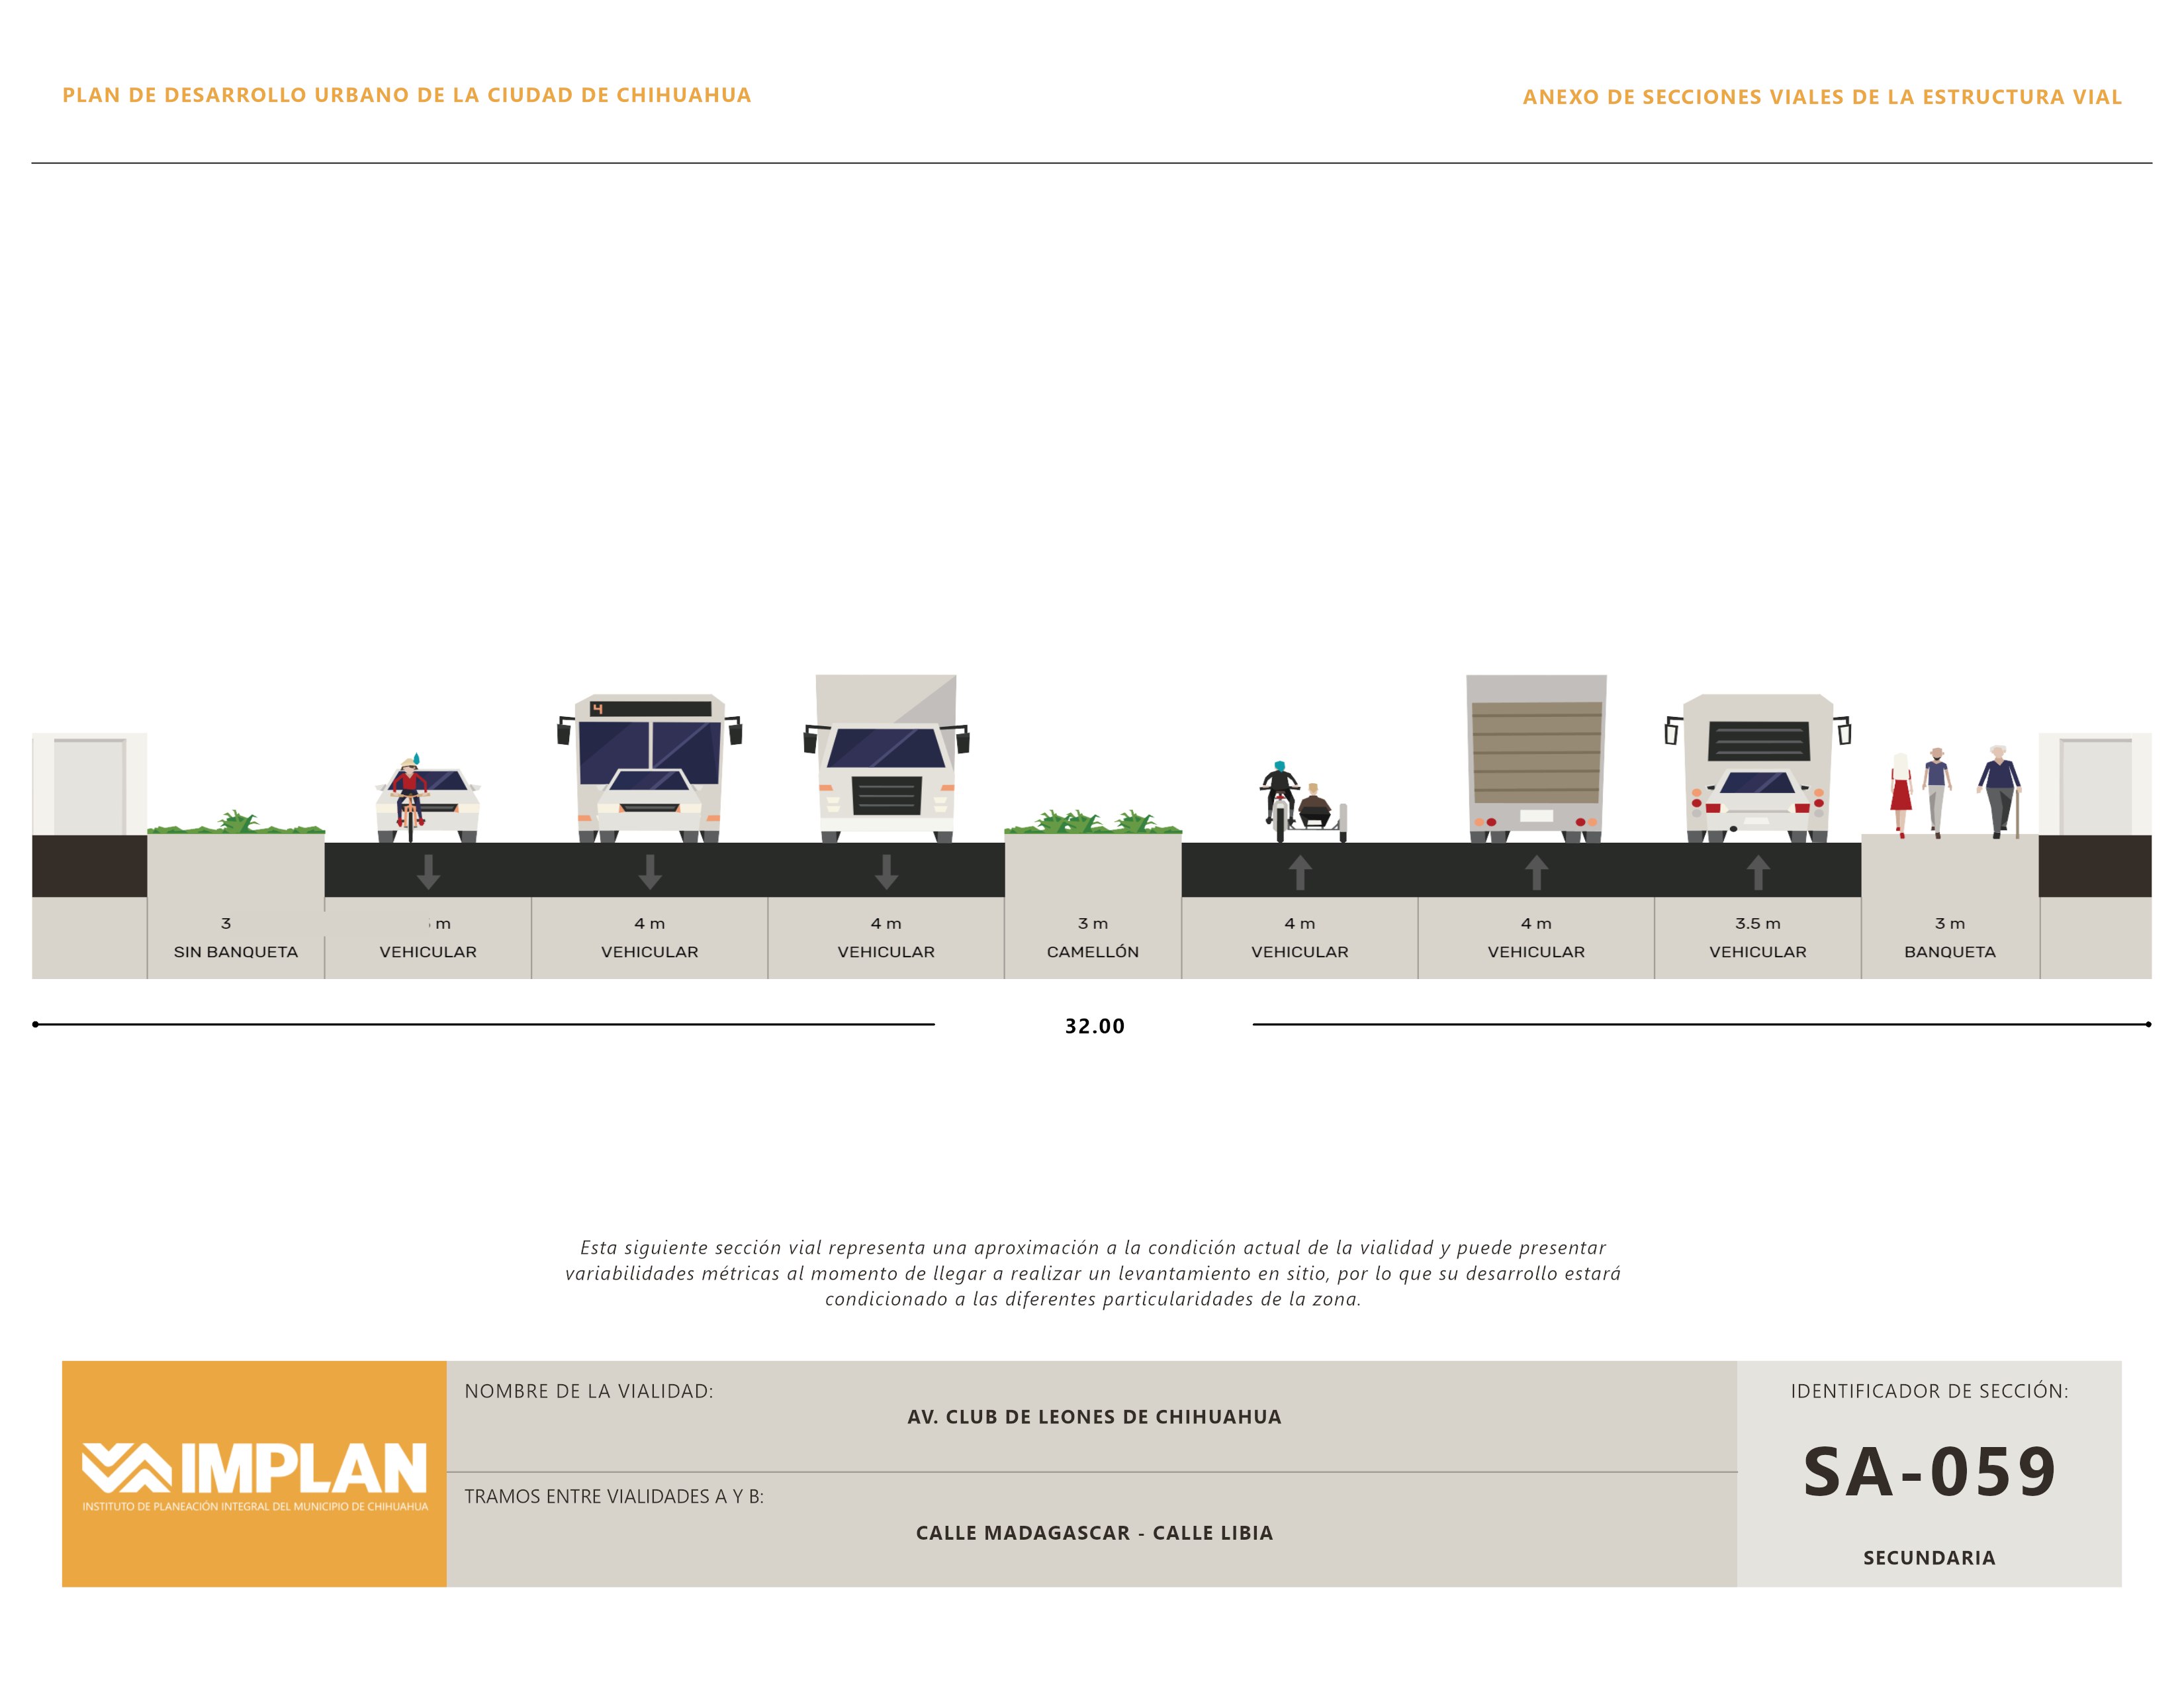 PLAN DE DESARROLLO URBANO DE LA CIUDAD DE CHIHUAHUA
ANEXO DE SECCIONES VIALES DE LA ESTRUCTURA VIAL
4
3
m
4 m
4 m
3 m
4 m
4 m
3.5 m
3 m
SIN BANQUETA
VEHICULAR
VEHICULAR
VEHICULAR
CAMELLÓN
VEHICULAR
VEHICULAR
VEHICULAR
BANQUETA
32.00
Esta siguiente sección vial representa una aproximación a la condición actual de la vialidad y puede presentar
variabilidades métricas al momento de llegar a realizar un levantamiento en sitio, por lo que su desarrollo estará
condicionado a las diferentes particularidades de la zona.
IMPLAN
INSTITUTO DE PLANEACIÓN INTEGRAL DEL MUNICIPIO DE CHIHUAHUA
NOMBRE DE LA VIALIDAD:
AV. CLUB DE LEONES DE CHIHUAHUA
TRAMOS ENTRE VIALIDADES A Y B:
CALLE MADAGASCAR - CALLE LIBIA
IDENTIFICADOR DE SECCIÓN:
SA-059
SECUNDARIA